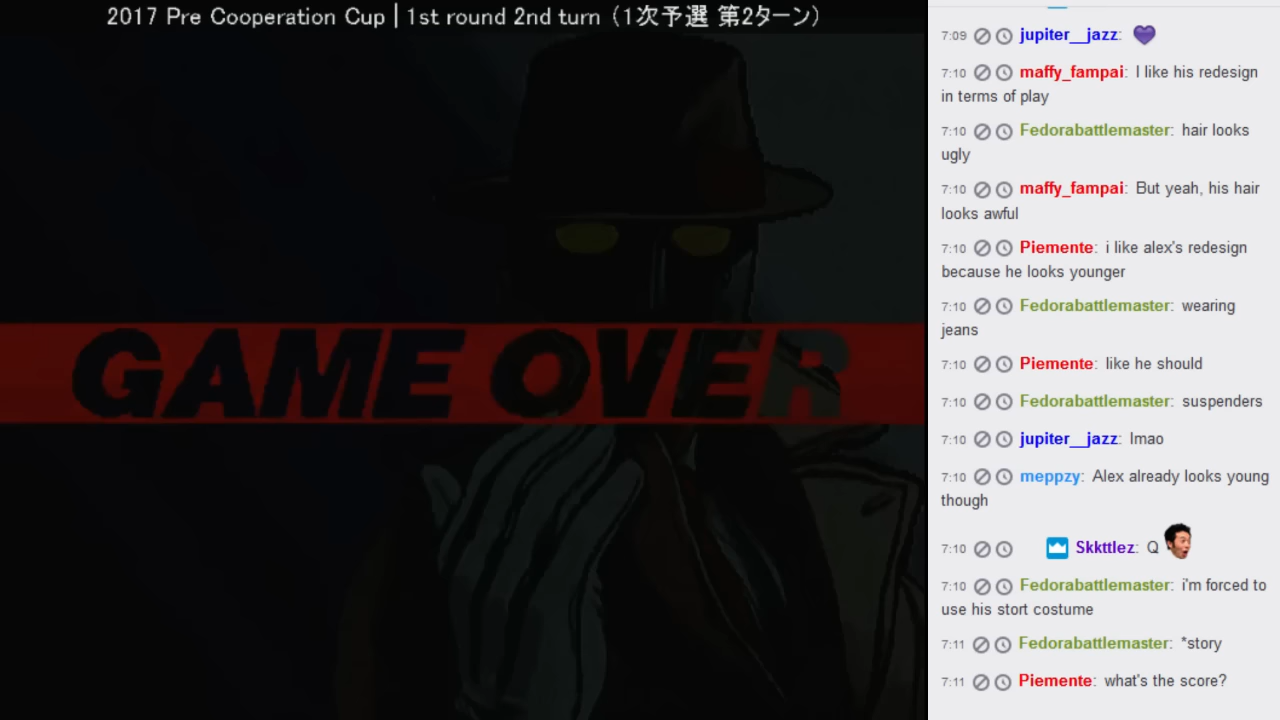 2017 Pre Cooperation Cup | 1st round 2nd turn (1次予選 第2ターン)
GAME OVER
7:09 jupiter__jazz:
7:10 maffy_fampai: I like his redesign
in terms of play
7:10 Fedorabattlemaster: hair looks
ugly
7:10 maffy_fampai: But yeah, his hair
looks awful
7:10 Piemente: i like alex's redesign
because he looks younger
7:10 Fedorabattlemaster: wearing
jeans
7:10 Piemente: like he should
7:10 Fedorabattlemaster: suspenders
7:10 jupiter__jazz: lmao
7:10 meppzy: Alex already looks young
though
7:10 Skkttlez: Q
7:10 Fedorabattlemaster: i'm forced to
use his stort costume
7:11 Fedorabattlemaster: *story
7:11 Piemente: what's the score?